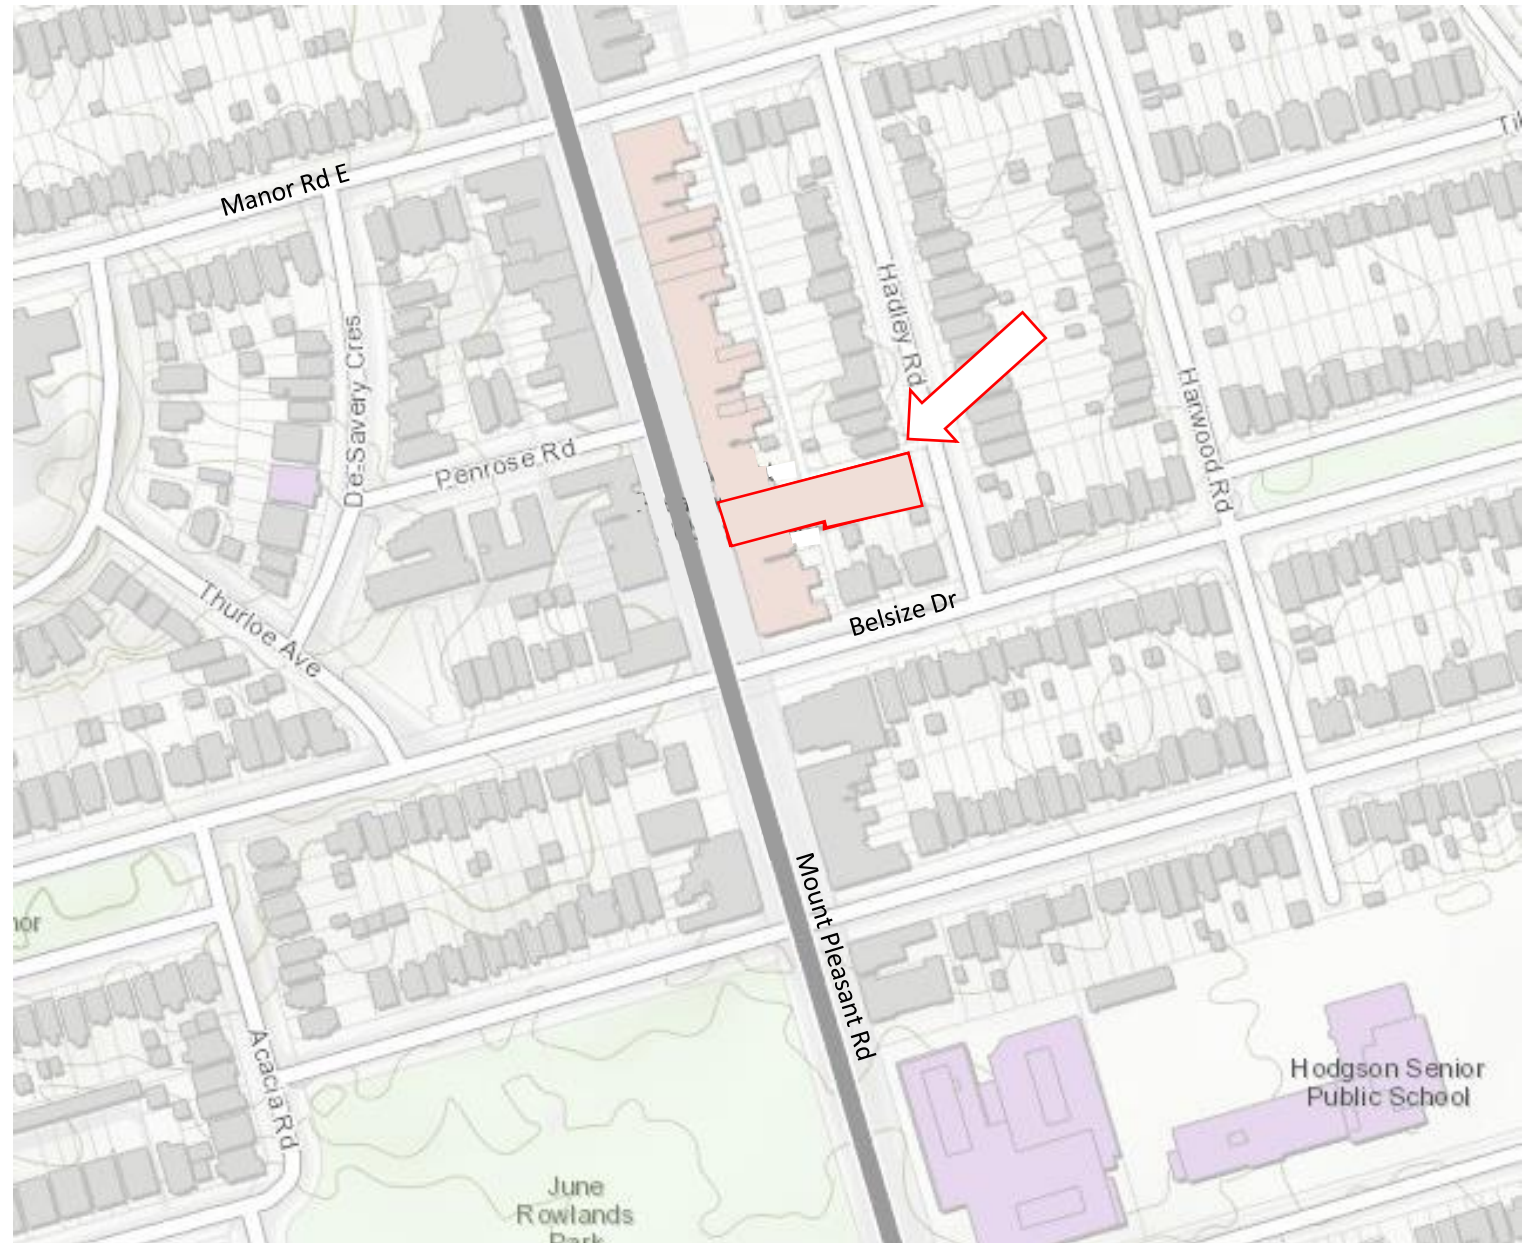 Manor Rd E
De Savery Cres
Hadley Rd
Harwood Rd
Penrose Rd
Thurloe Ave
Belsize Dr
Mount Pleasant Rd
Acacia Rd
Hodgson Senior
Public School
June
Rowlands
Park